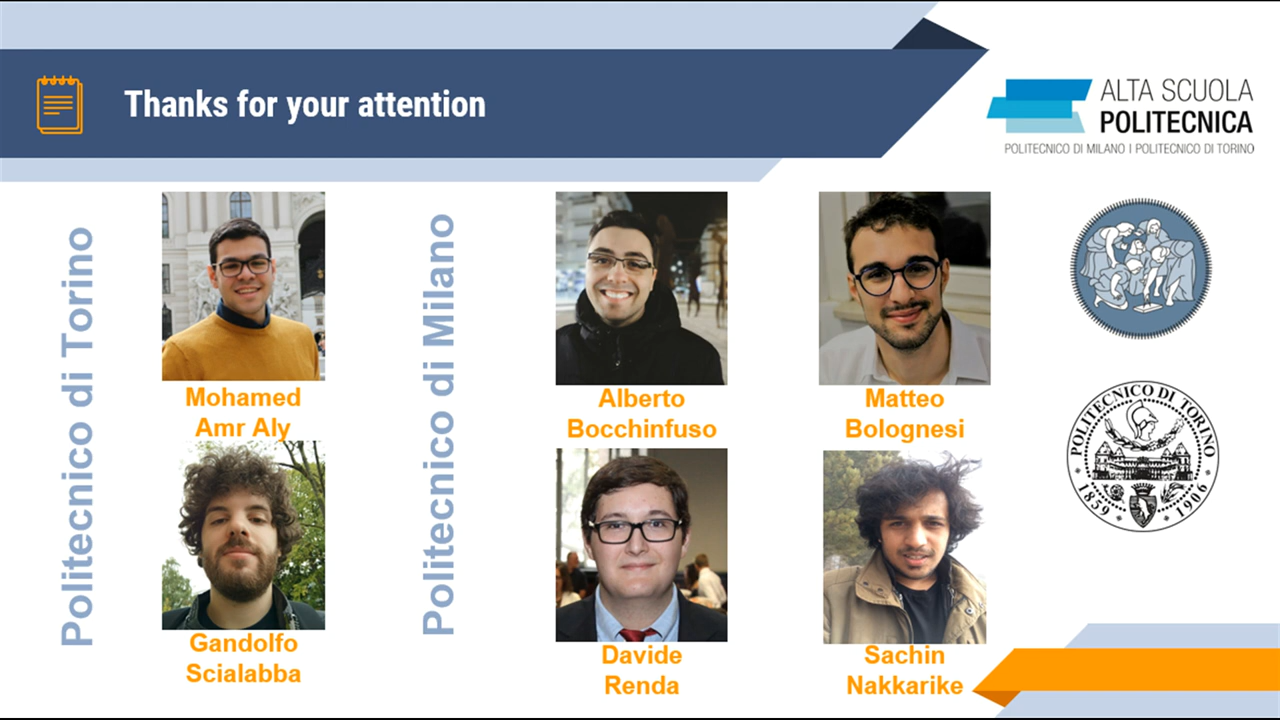 Thanks for your attention
ALTA SCUOLA
POLITECNICA
POLITECNICO DI MILANO I POLITECNICO DI TORINO
Politecnico di Torino
Mohamed
Amr Aly
Gandolfo
Scialabba
Politecnico di Milano
Alberto
Bocchinfuso
Matteo
Bolognesi
Davide
Renda
Sachin
Nakkarike
POLITECNICO DI TORINO
1859
1906